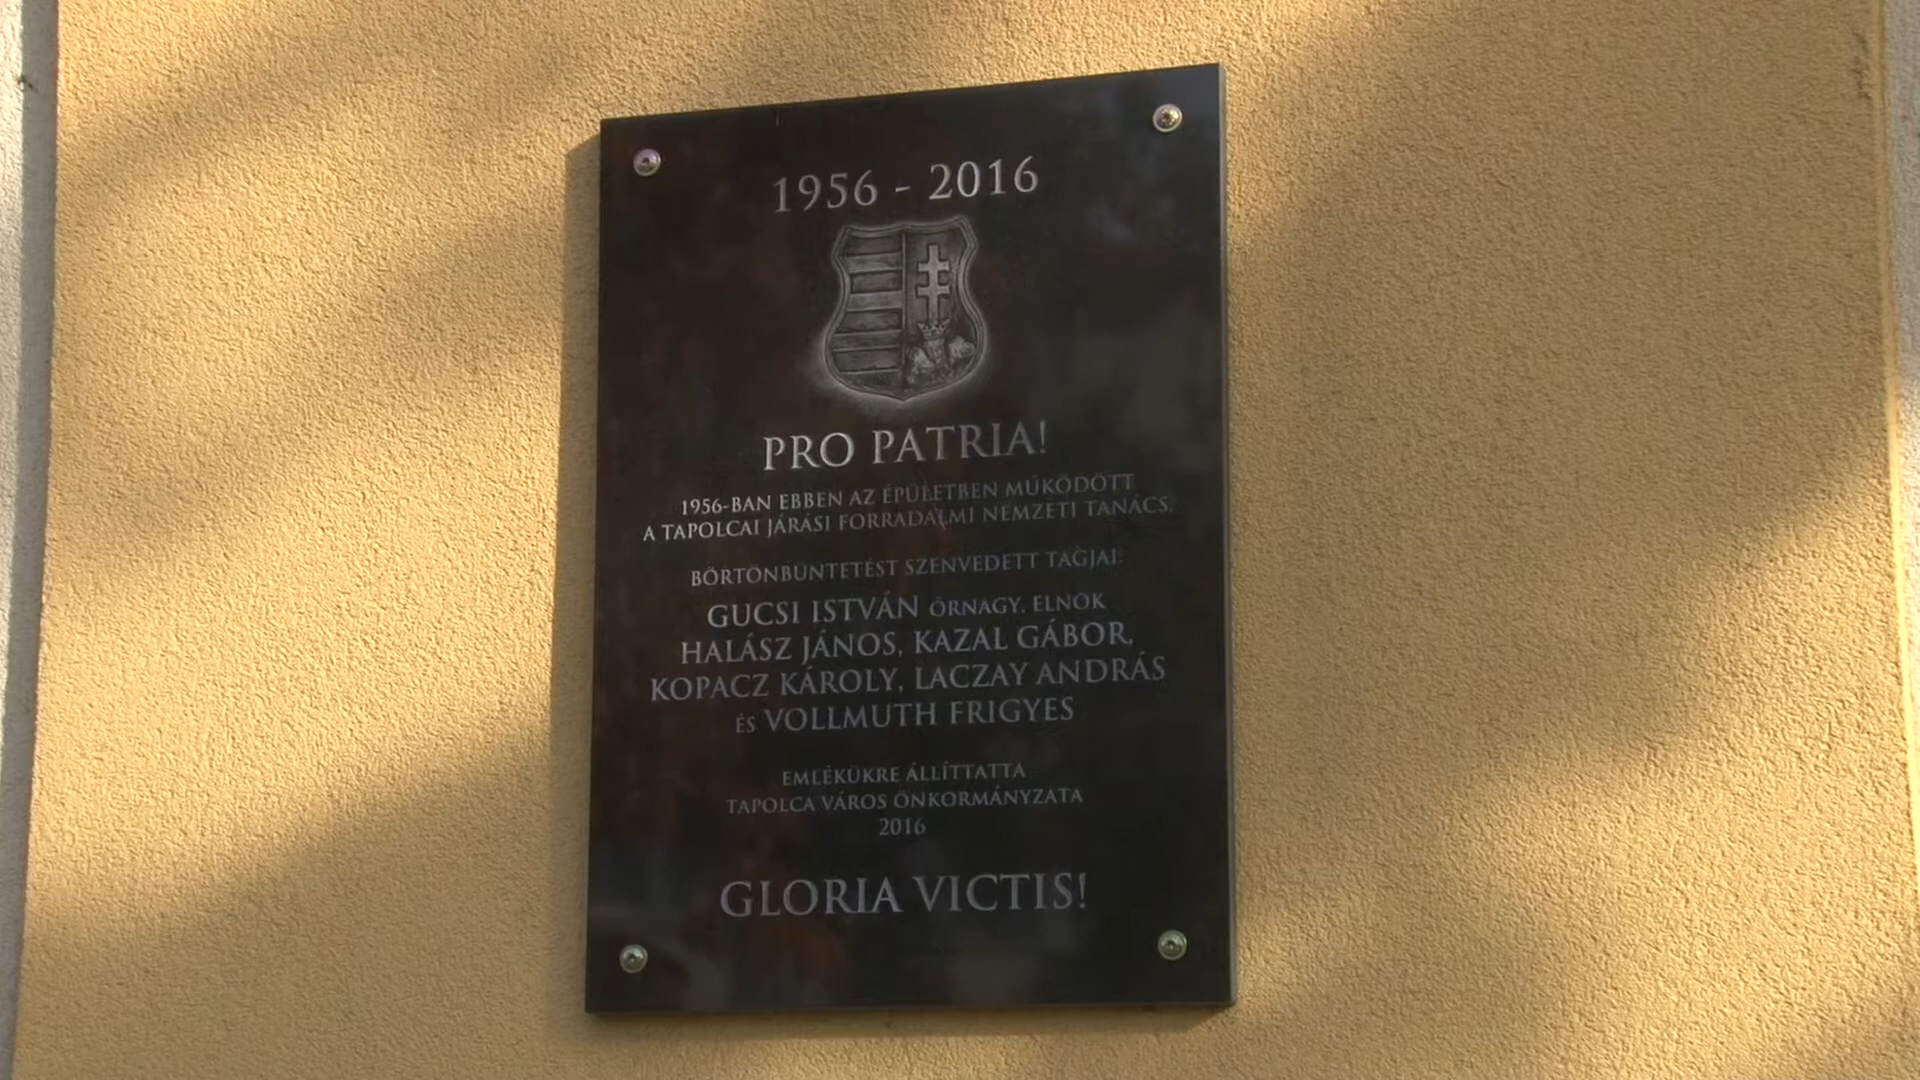 1956 - 2016
PRO PATRIA!
1956-BAN EBBEN AZ ÉPÜLETBEN MŰKÖDÖTT
A TAPOLCAI JÁRÁSI FORRADALMI NEMZETI TANÁCS.
BÖRTÖNBÜNTETÉST SZENVEDETT TAGJAI:
GUCSI ISTVÁN ŐRNAGY, ELNÖK
HALÁSZ JÁNOS, KAZAL GÁBOR,
KOPACZ KÁROLY, LACZAY ANDRÁS
ÉS VOLLMUTH FRIGYES
EMLÉKÜKRE ÁLLÍTTATTA
TAPOLCA VÁROS ÖNKORMÁNYZATA
2016
GLORIA VICTIS!